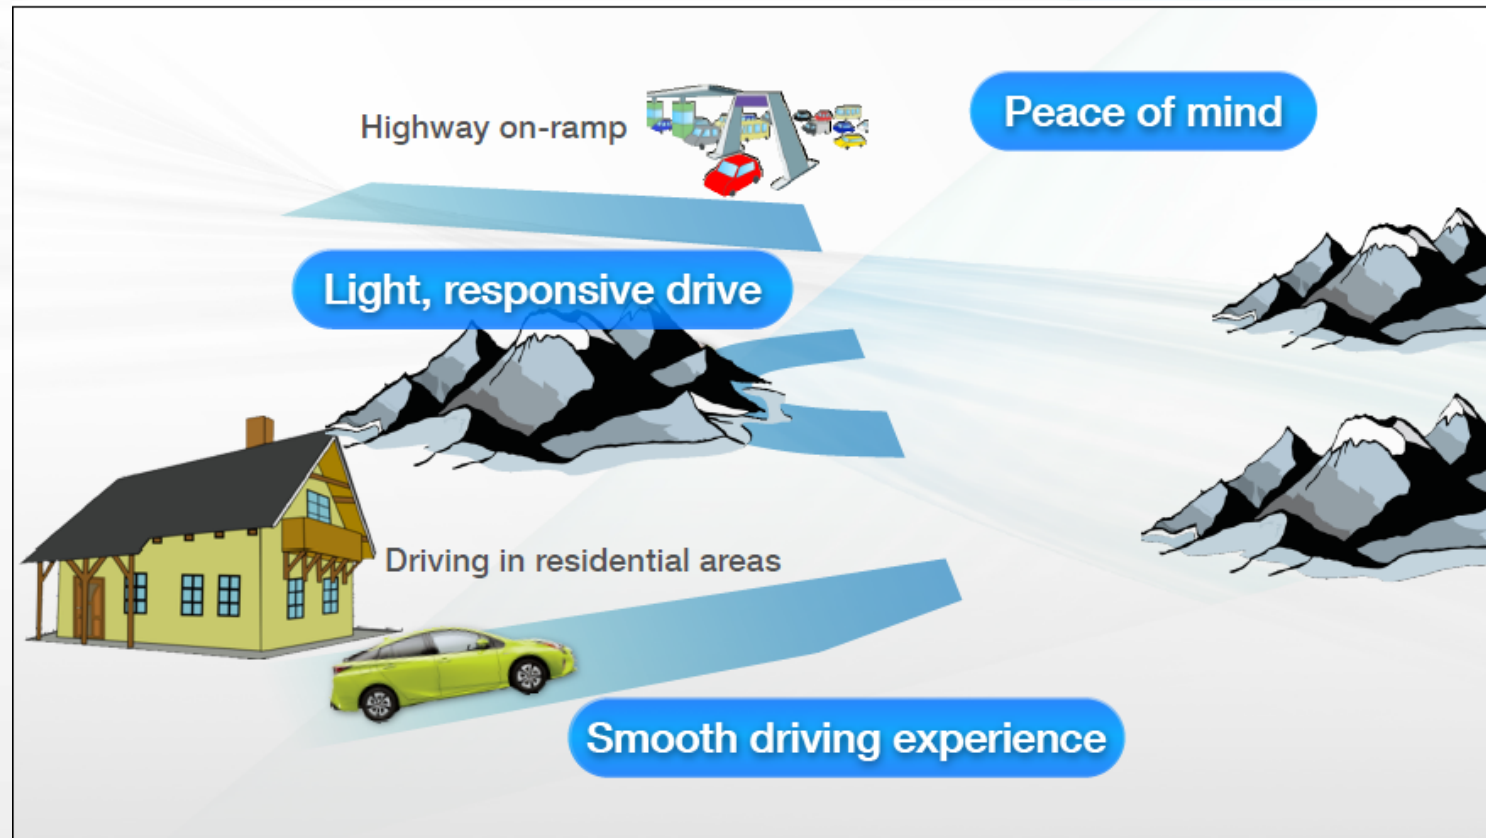 Highway on-ramp
Peace of mind
Light, responsive drive
Driving in residential areas
Smooth driving experience